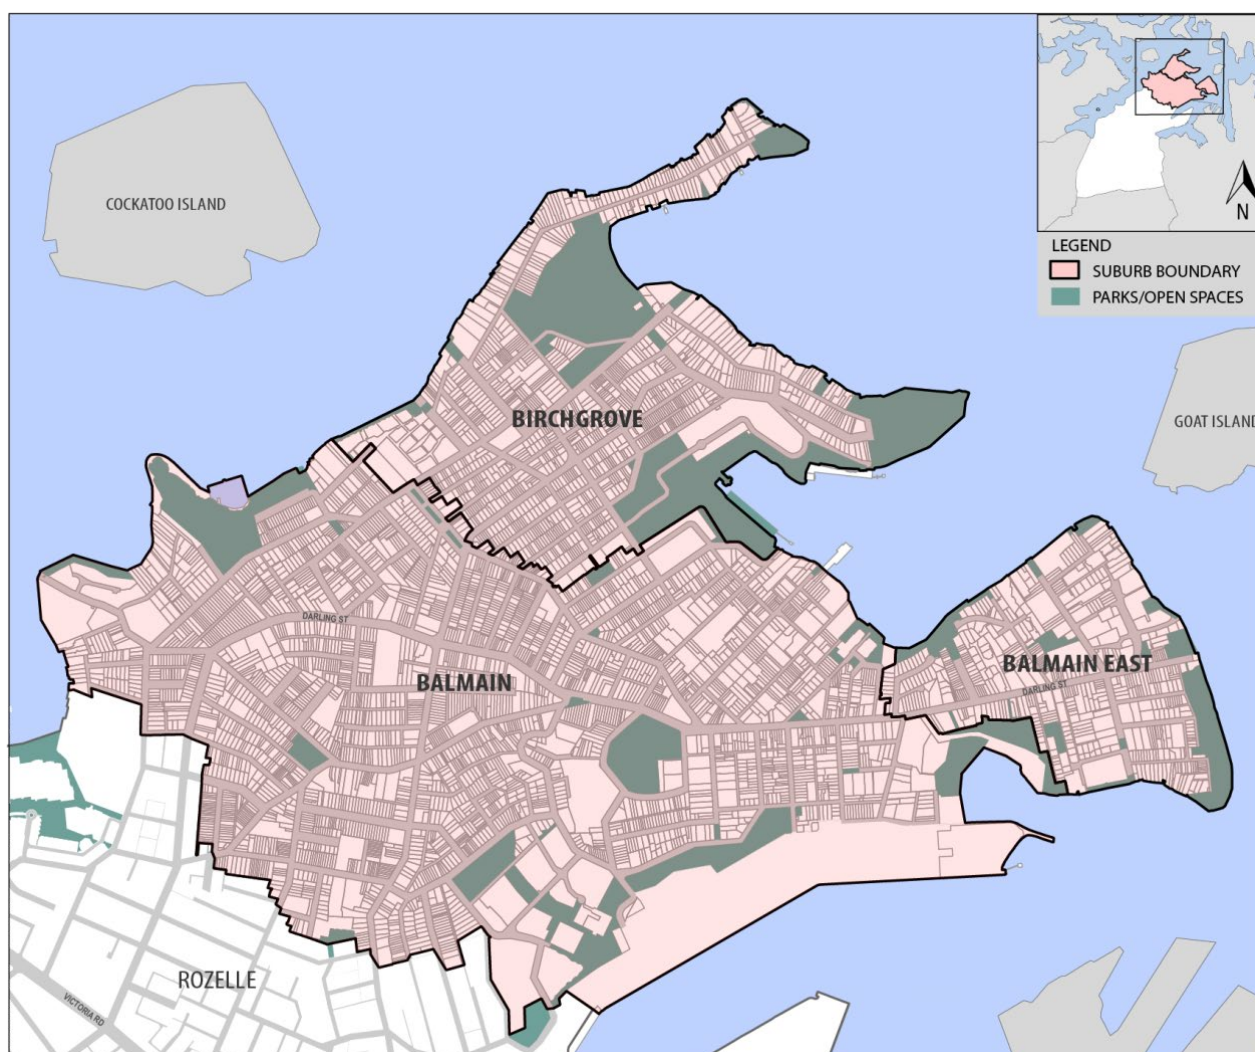 N
LEGEND
SUBURB BOUNDARY
PARKS/OPEN SPACES
COCKATOO ISLAND
GOAT ISLAND
BIRCHGROVE
DARLING ST
BALMAIN
BALMAIN EAST
DARLING ST
ROZELLE
VICTORIA RD